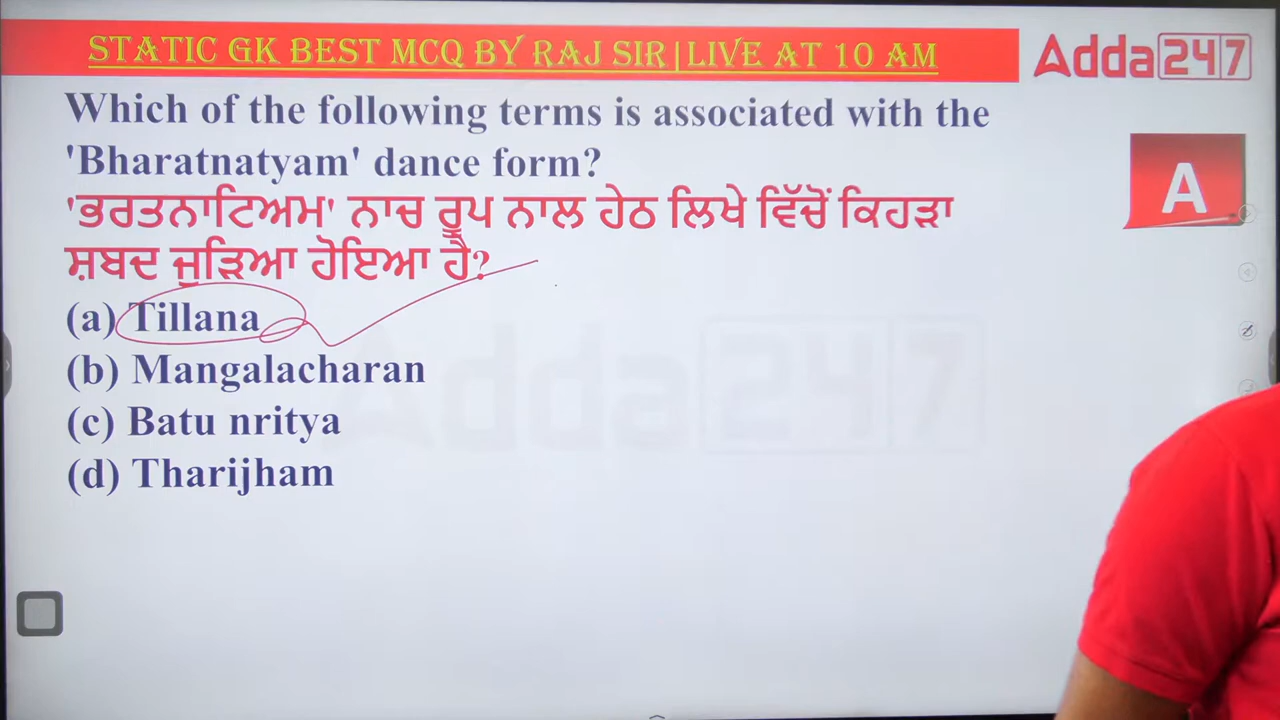 STATIC GK BEST MCQ BY RAJ SIR|LIVE AT 10 AM
Adda247
Which of the following terms is associated with the
'Bharatnatyam' dance form?
A
'ਭਰਤਨਾਟਿਅਮ' ਨਾਚ ਰੂਪ ਨਾਲ ਹੇਠ ਲਿਖੇ ਵਿੱਚੋਂ ਕਿਹੜਾ
ਸ਼ਬਦ ਜੁੜਿਆ ਹੋਇਆ ਹੈ?
(a) Tillana
(b) Mangalacharan
(c) Batu nritya
(d) Tharijham
Adda247